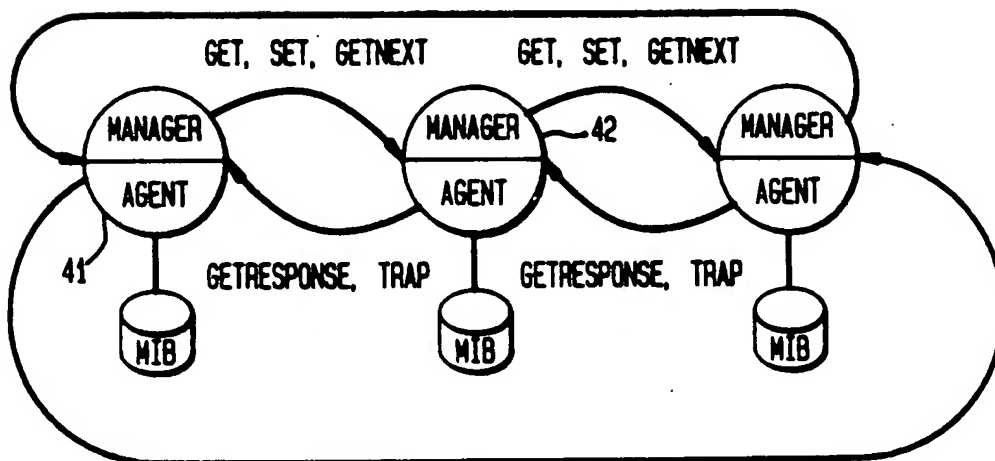 GET, SET, GETNEXT GET, SET, GETNEXT
MANAGER MANAGER 42 MANAGER
AGENT AGENT AGENT
41 GETRESPONSE, TRAP GETRESPONSE, TRAP
MIB MIB MIB